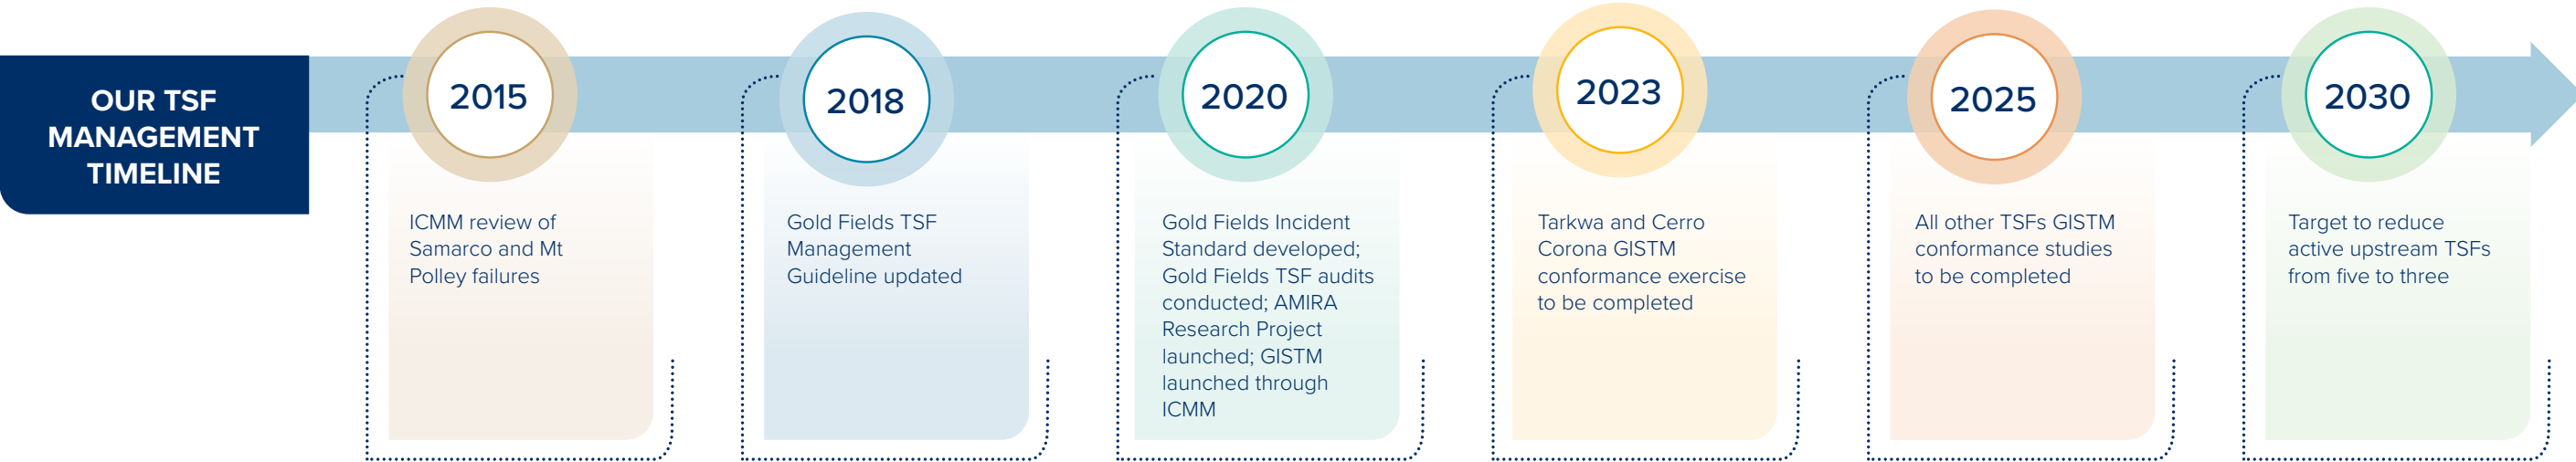 OUR TSF
MANAGEMENT
TIMELINE
2015
ICMM review of
Samarco and Mt
Polley failures
2018
Gold Fields TSF
Management
Guideline updated
2020
Gold Fields Incident
Standard developed;
Gold Fields TSF audits
conducted; AMIRA
Research Project
launched; GISTM
launched through
ICMM
2023
Tarkwa and Cerro
Corona GISTM
conformance exercise
to be completed
2025
All other TSFs GISTM
conformance studies
to be completed
2030
Target to reduce
active upstream TSFs
from five to three